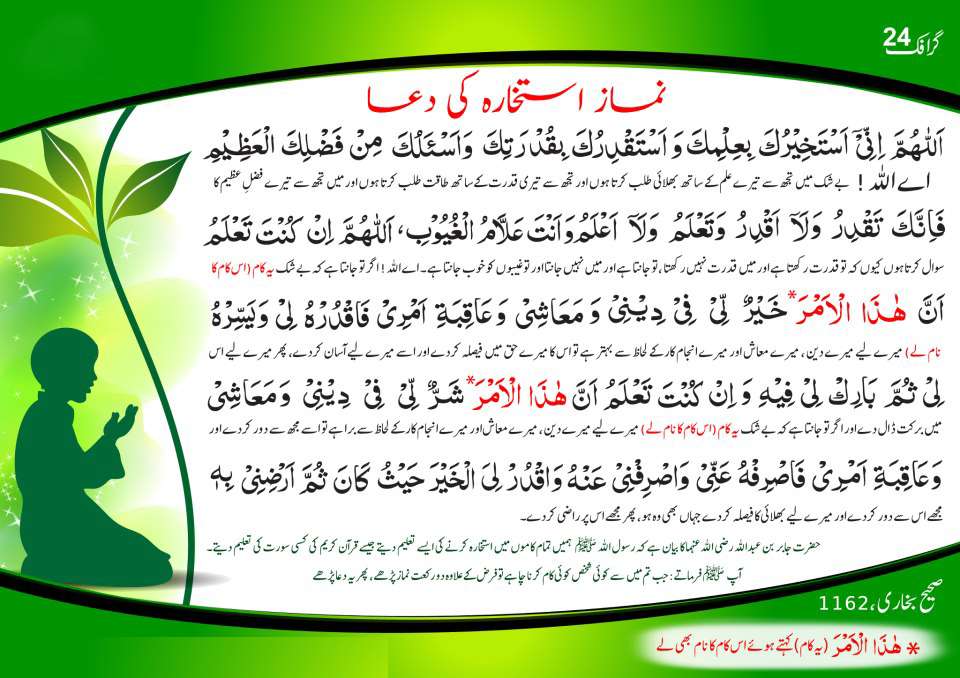 گرافک 24
نماز استخارہ کی دعا
اَللّٰهُمَّ اِنِّیْۤ اَسْتَخِیْرُكَ بِعِلْمِكَ وَ اَسْتَقْدِرُكَ بِقُدْرَتِكَ وَاَسْئَلُكَ مِنْ فَضْلِكَ الْعَظِیْمِ
اے اللہ ! بے شک میں تجھ سے تیرے علم کے ساتھ بھلائی طلب کرتا ہوں اور تجھ سے تیری قدرت کے ساتھ طاقت طلب کرتا ہوں اور میں تجھ سے تیرے فضلِ عظیم کا
فَاِنَّكَ تَقْدِرُ وَلَاۤ اَقْدِرُ وَتَعْلَمُ وَلَاۤ اَعْلَمُ وَاَنْتَ عَلَّامُ الْغُیُوْبِ، اَللّٰهُمَّ اِنْ كُنْتَ تَعْلَمُ
سوال کرتا ہوں کیوں کہ تو قدرت رکھتا ہے اور میں قدرت نہیں رکھتا، تو جانتا ہے اور میں نہیں جانتا اور تو غیبوں کو خوب جانتا ہے۔ اے اللہ ! اگر تو جانتا ہے کہ بے شک یہ کام (اس کام کا
اَنَّ هٰذَا الْاَمْرَ* خَیْرٌ لِّیْ فِیْ دِیْنِیْ وَ مَعَاشِیْ وَعَاقِبَةِ اَمْرِیْ فَاقْدُرْهُ لِیْ وَیَسِّرْهُ
نام لے) میرے لیے میرے دین، میرے معاش اور میرے انجام کار کے لحاظ سے بہتر ہے تو اس کا میرے حق میں فیصلہ کر دے اور اسے میرے لیے آسان کر دے، پھر میرے لیے اس
لِیْ ثُمَّ بَارِكْ لِیْ فِیْهِ وَ اِنْ كُنْتَ تَعْلَمُ اَنَّ هٰذَا الْاَمْرَ* شَرٌّ لِّیْ فِیْ دِیْنِیْ وَمَعَاشِیْ
میں برکت ڈال دے اور اگر تو جانتا ہے کہ بے شک یہ کام (اس کام کا نام لے) میرے لیے میرے دین، میرے معاش اور میرے انجام کار کے لحاظ سے برا ہے تو اسے مجھ سے دور کر دے اور
وَعَاقِبَةِ اَمْرِیْ فَاصْرِفْهُ عَنِّیْ وَاصْرِفْنِیْ عَنْهُ وَاقْدُرْ لِیَ الْخَیْرَ حَیْثُ كَانَ ثُمَّ اَرْضِنِیْ بِهٖ
مجھے اس سے دور کر دے اور میرے لیے بھلائی کا فیصلہ کر دے جہاں بھی وہ ہو، پھر مجھے اس پر راضی کر دے۔
حضرت جابر بن عبداللہ رضی اللہ عنہما کا بیان ہے کہ رسول اللہ ﷺ ہمیں تمام کاموں میں استخارہ کرنے کی ایسے تعلیم دیتے جیسے قرآن کریم کی کسی سورت کی تعلیم دیتے۔
آپ ﷺ فرماتے: جب تم میں سے کوئی شخص کوئی کام کرنا چاہے تو فرض کے علاوہ دو رکعت نماز پڑھے، پھر یہ دعا پڑھے
صحیح بخاری، 1162
* هٰذَا الْاَمْرَ (یہ کام) کہتے ہوئے اس کام کا نام بھی لے